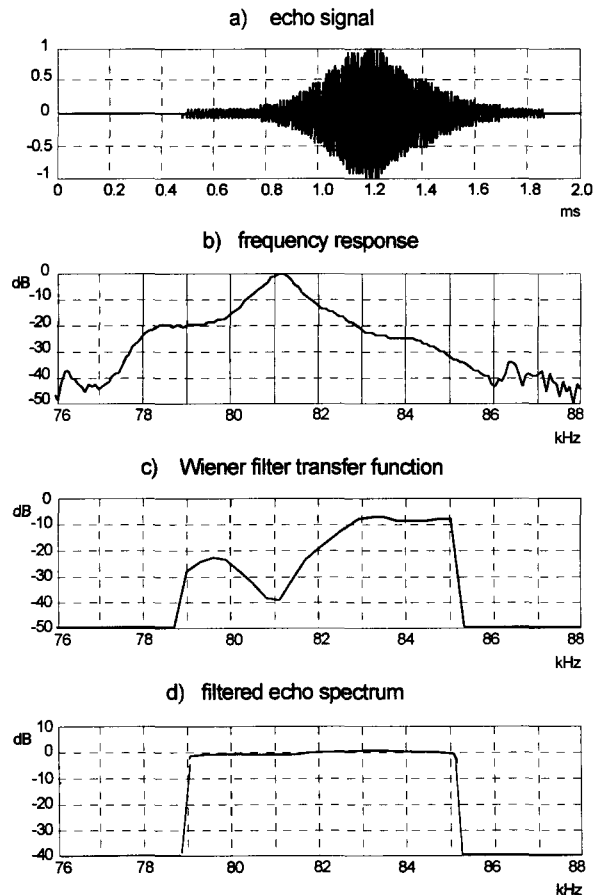 a) echo signal
1
0.5
0
-0.5
-1
0 0.2 0.4 0.6 0.8 1.0 1.2 1.4 1.6 1.8 2.0
ms
b) frequency response
dB
0
-10
-20
-30
-40
-50
76 78 80 82 84 86 88
kHz
c) Wiener filter transfer function
dB
0
-10
-20
-30
-40
-50
76 78 80 82 84 86 88
kHz
d) filtered echo spectrum
dB
10
0
-10
-20
-30
-40
76 78 80 82 84 86 88
kHz